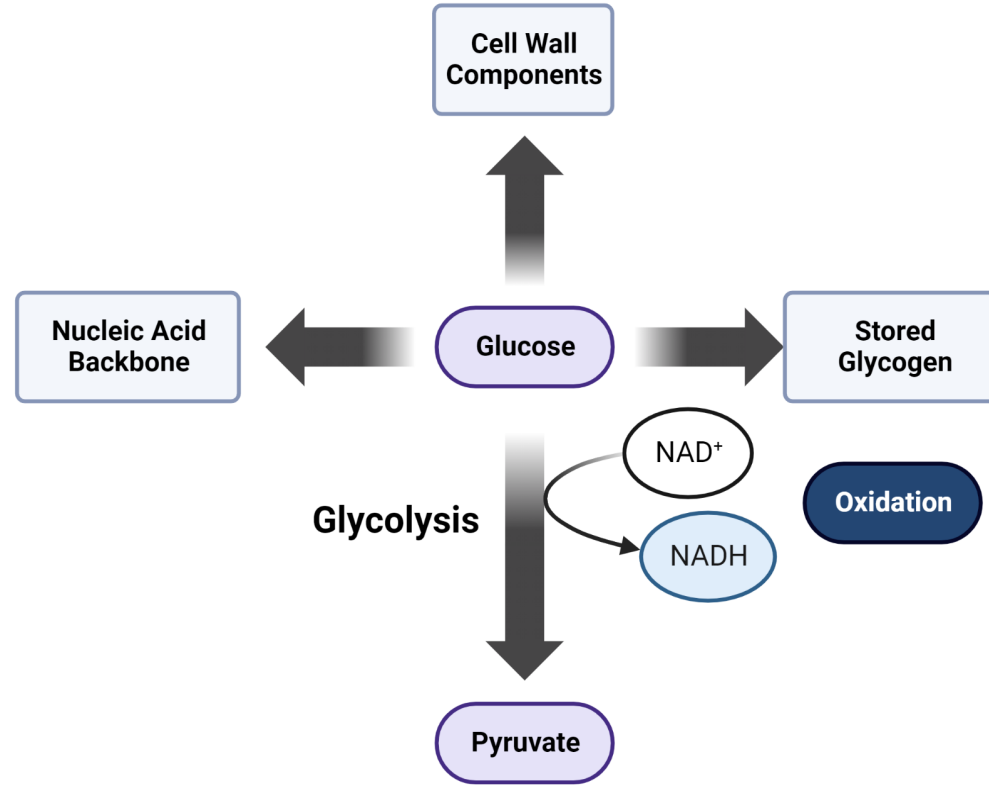 Cell Wall
Components
Nucleic Acid
Backbone
Glucose
Stored
Glycogen
NAD⁺
Oxidation
Glycolysis
NADH
Pyruvate